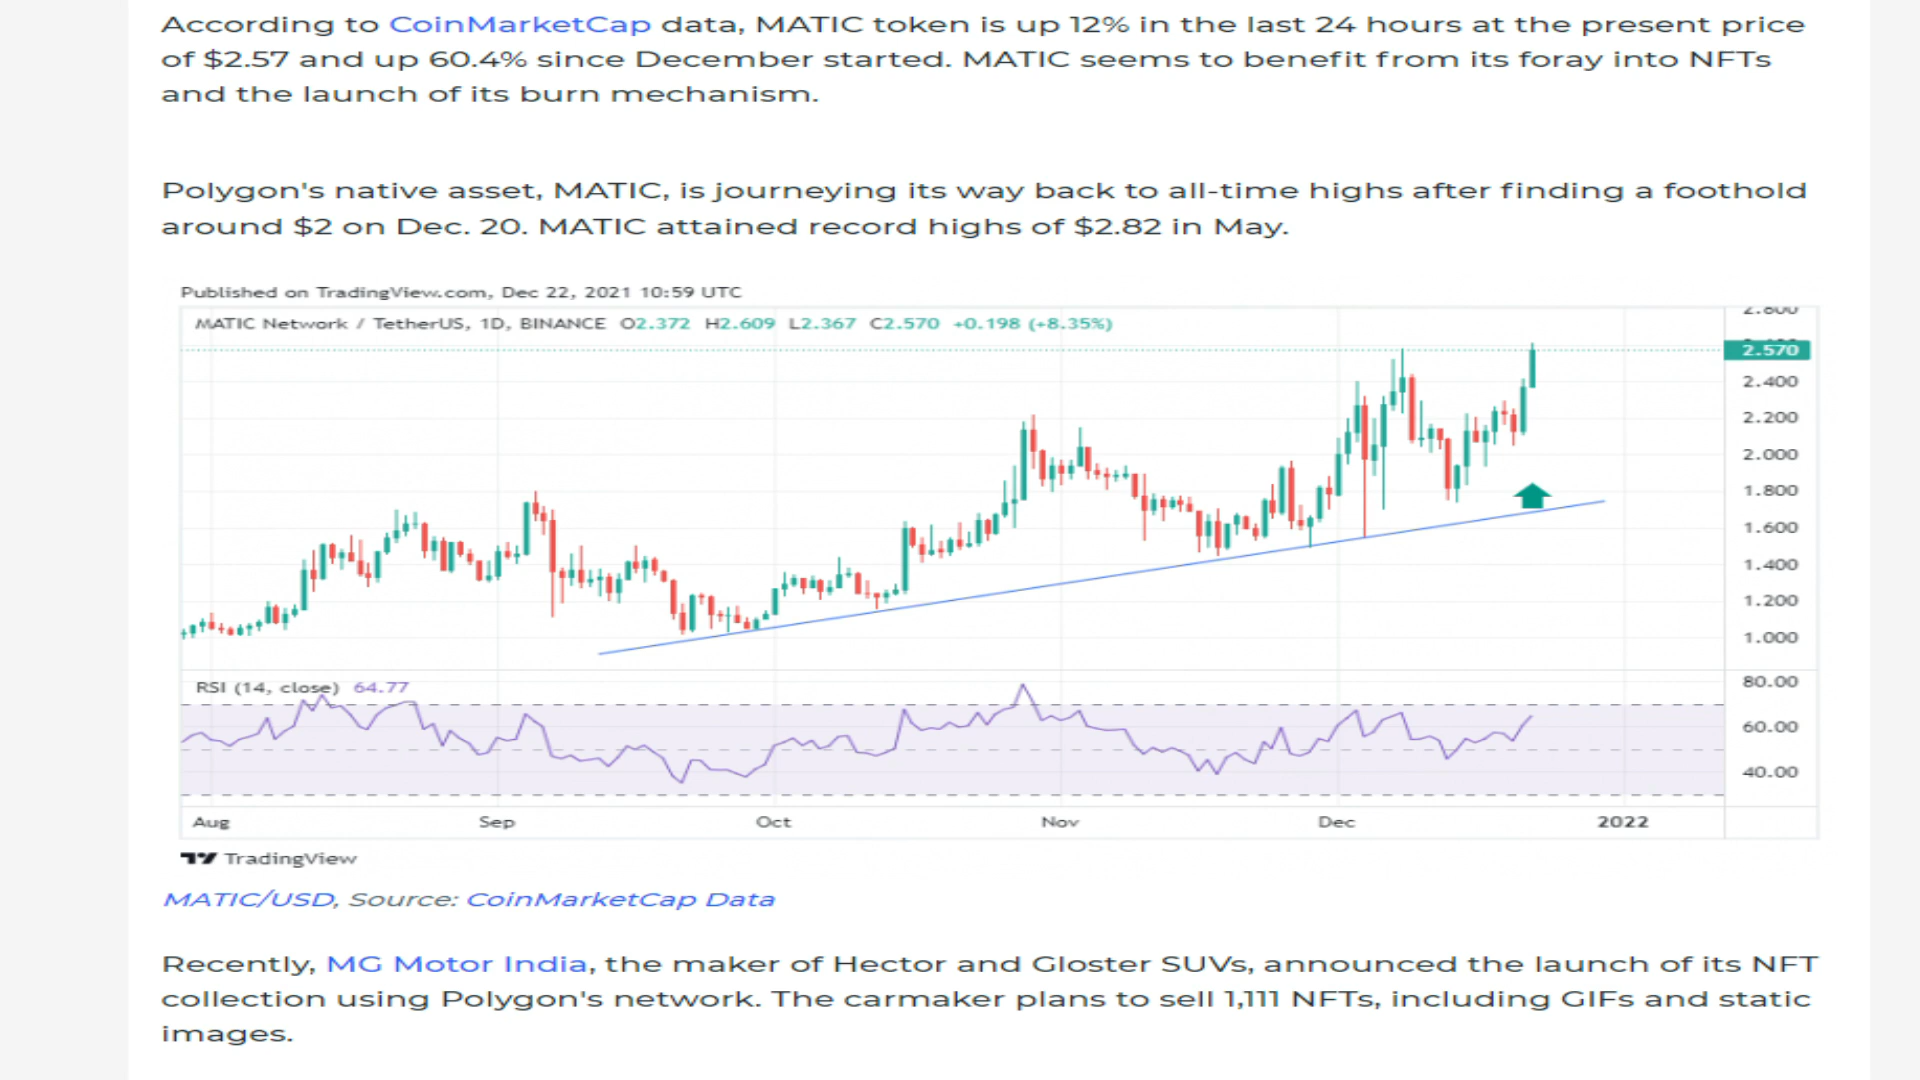 According to CoinMarketCap data, MATIC token is up 12% in the last 24 hours at the present price
of $2.57 and up 60.4% since December started. MATIC seems to benefit from its foray into NFTs
and the launch of its burn mechanism.
Polygon's native asset, MATIC, is journeying its way back to all-time highs after finding a foothold
around $2 on Dec. 20. MATIC attained record highs of $2.82 in May.
Published on TradingView.com, Dec 22, 2021 10:59 UTC
MATIC Network / TetherUS, 1D, BINANCE O2.372 H2.609 L2.367 C2.570 +0.198 (+8.35%)
2.800
2.570
2.400
2.200
2.000
1.800
1.600
1.400
1.200
1.000
RSI (14, close) 64.77
80.00
60.00
40.00
Aug Sep Oct Nov Dec 2022
TradingView
MATIC/USD, Source: CoinMarketCap Data
Recently, MG Motor India, the maker of Hector and Gloster SUVs, announced the launch of its NFT
collection using Polygon's network. The carmaker plans to sell 1,111 NFTs, including GIFs and static
images.